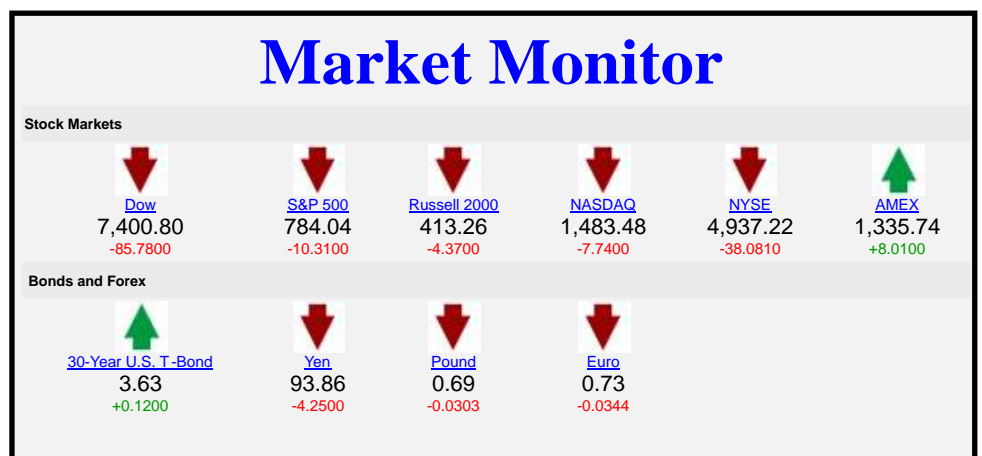 Market Monitor
Stock Markets
Dow S&P 500 Russell 2000 NASDAQ NYSE AMEX
7,400.80 784.04 413.26 1,483.48 4,937.22 1,335.74
-85.7800 -10.3100 -4.3700 -7.7400 -38.0810 +8.0100
Bonds and Forex
30-Year U.S. T-Bond Yen Pound Euro
3.63 93.86 0.69 0.73
+0.1200 -4.2500 -0.0303 -0.0344